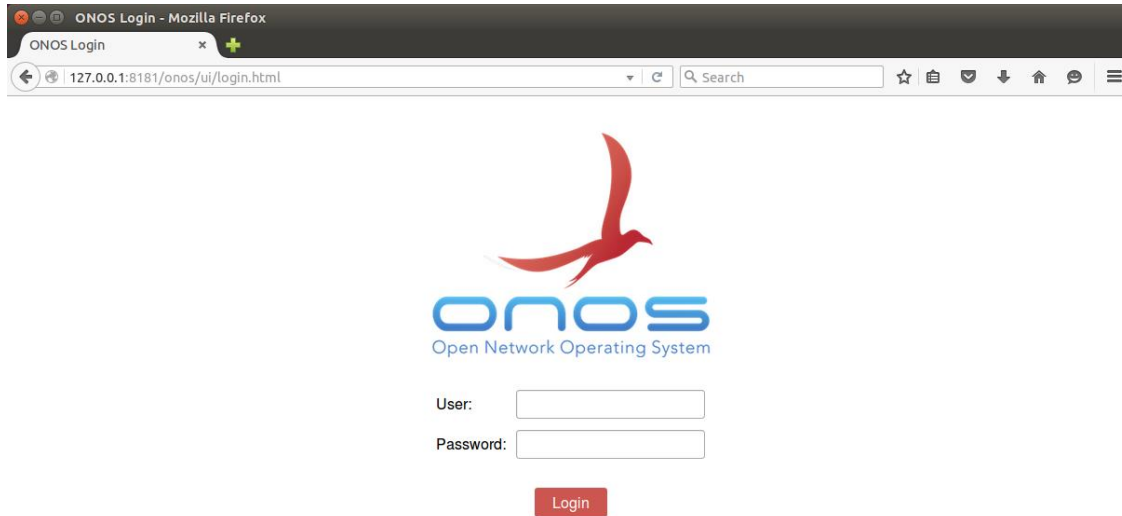 ONOS Login - Mozilla Firefox
ONOS Login
127.0.0.1:8181/onos/ui/login.html
Search
onos
Open Network Operating System
User:
Password:
Login